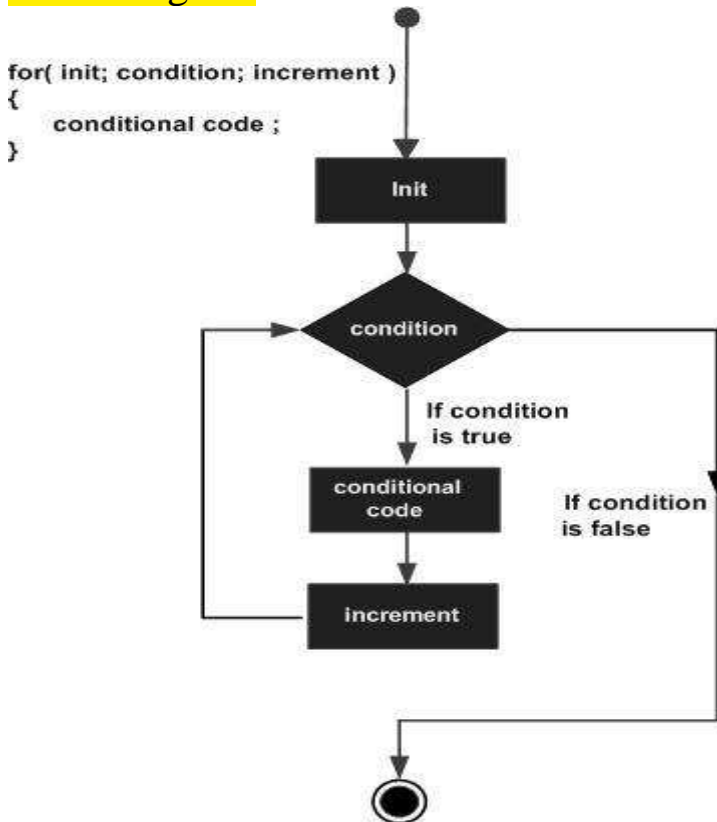 for( init; condition; increment )
{
conditional code ;
}
Init
condition
If condition
is true
conditional
code
If condition
is false
increment